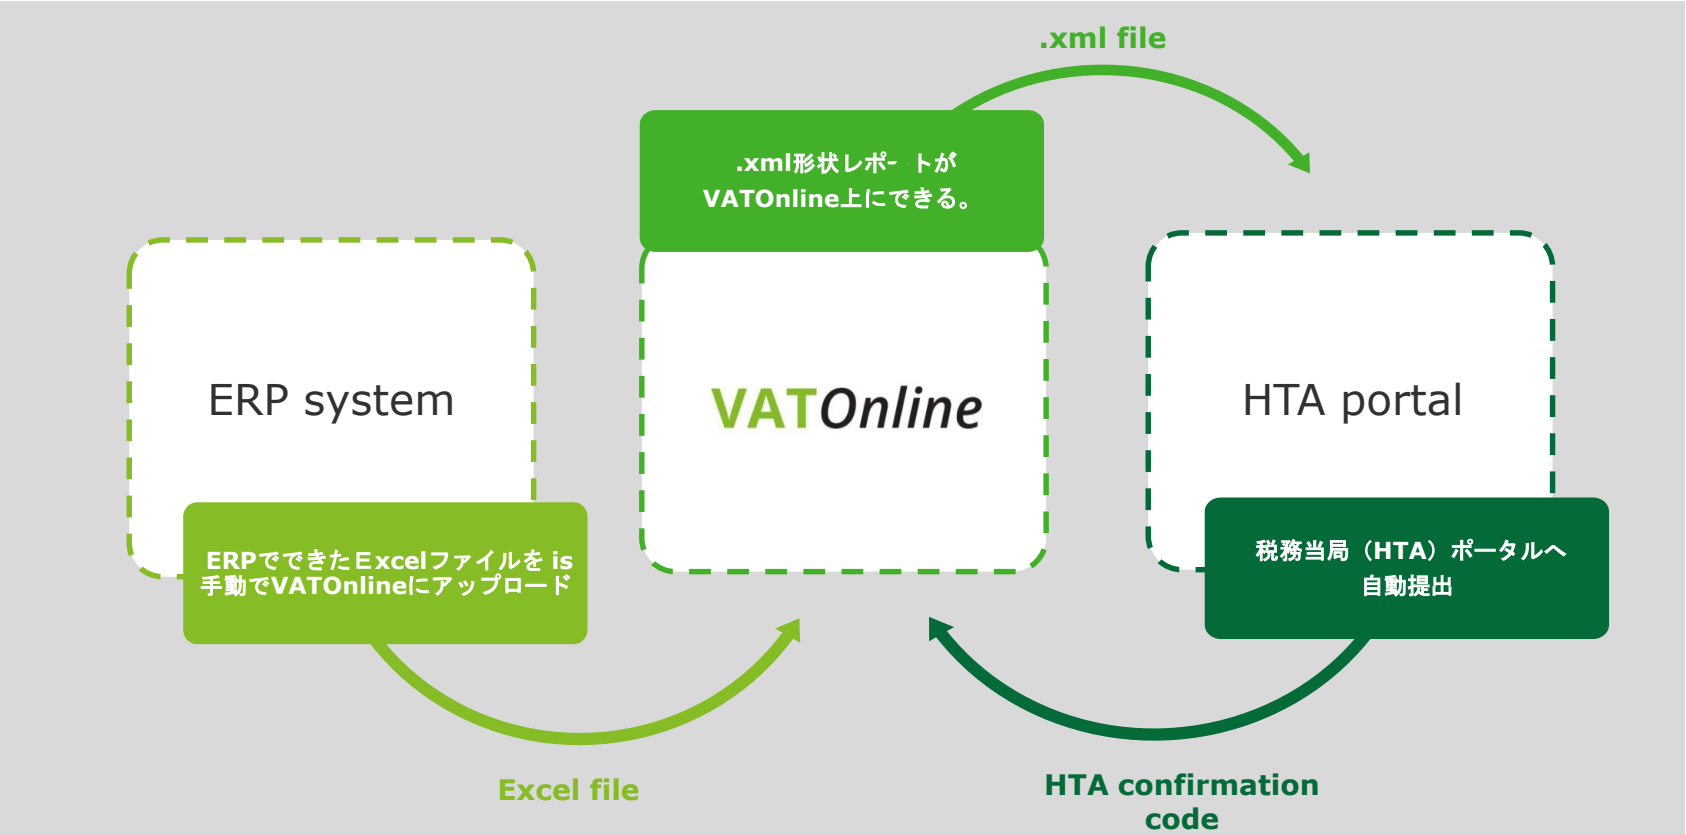 .xml file
.xml形状レポートが
VATOnline上にできる。
ERP system
VATOnline
HTA portal
ERPでできたExcelファイルを is
手動でVATOnlineにアップロード
税務当局（HTA）ポータルへ
自動提出
Excel file
HTA confirmation
code